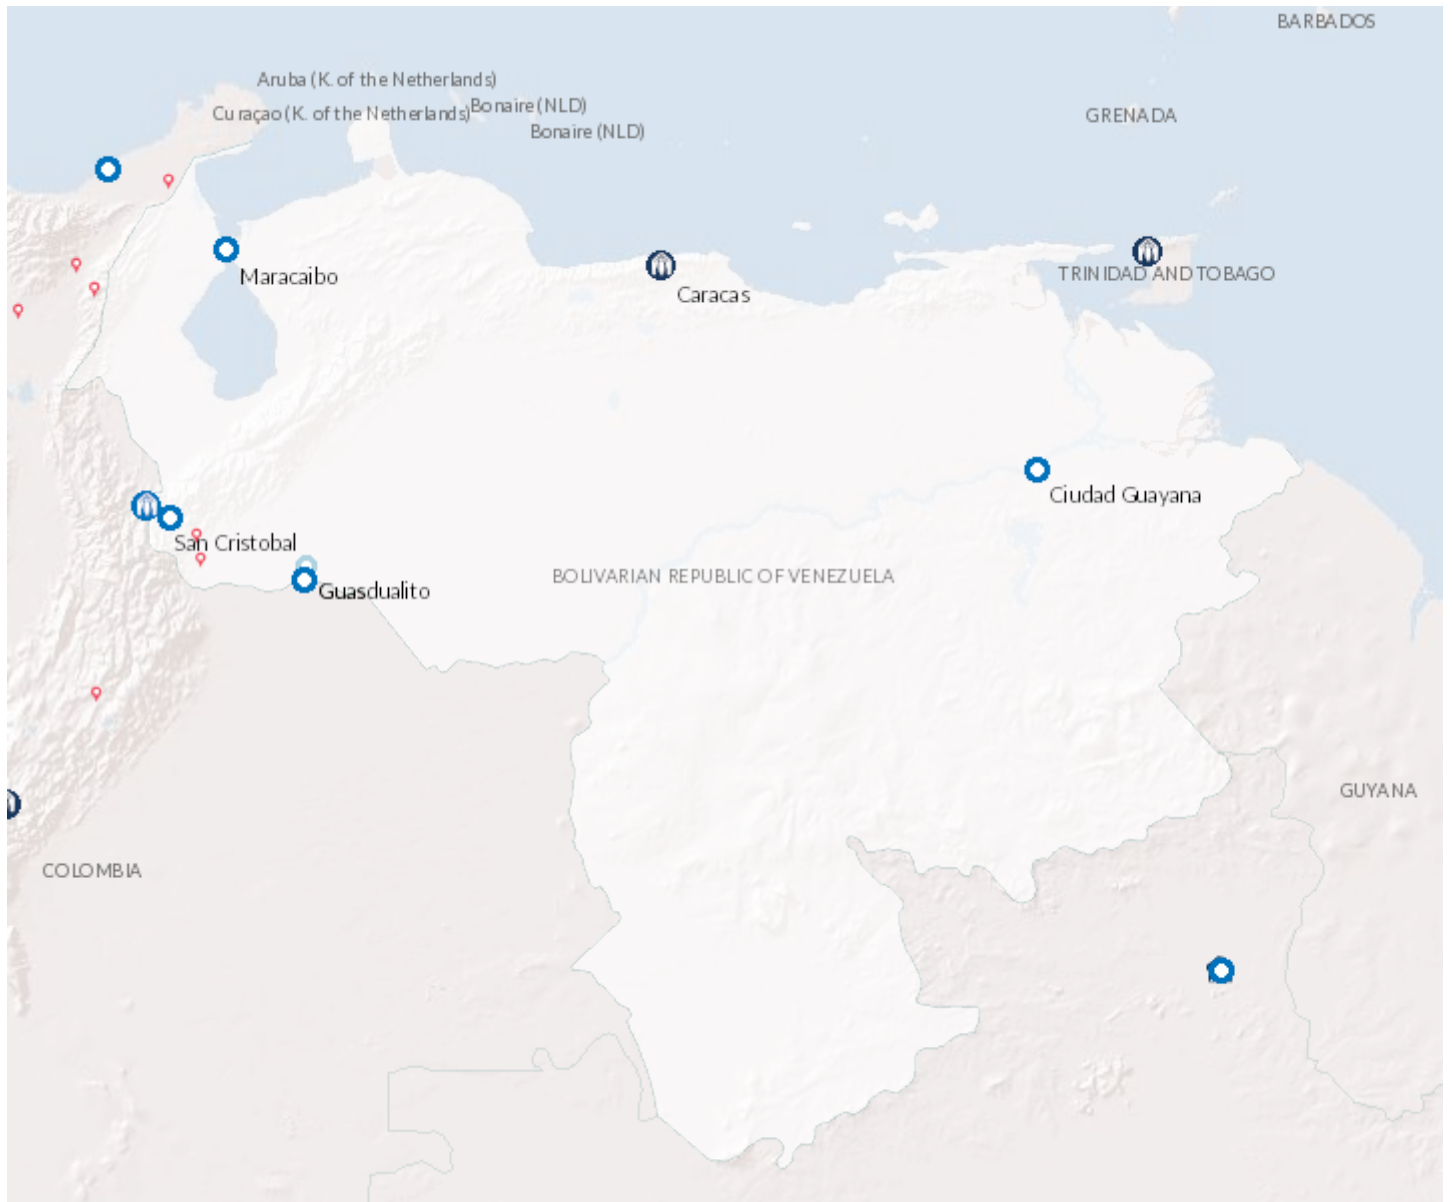 BARBADOS
Aruba (K. of the Netherlands)
Curaçao (K. of the Netherlands)
Bonaire (NLD)
Bonaire (NLD)
GRENADA
Maracaibo
Caracas
TRINIDAD AND TOBAGO
Ciudad Guayana
San Cristobal
BOLIVARIAN REPUBLIC OF VENEZUELA
Guasdualito
GUYANA
COLOMBIA